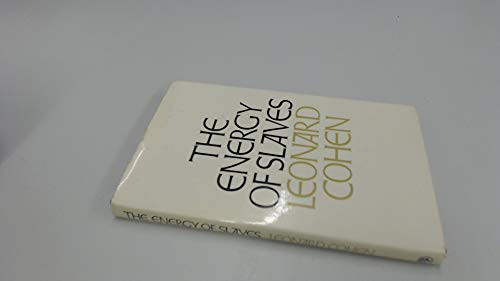 THE
ENERGY
OF SLAVES
LEONARD
COHEN
THE ENERGY OF SLAVES LEONARD COHEN